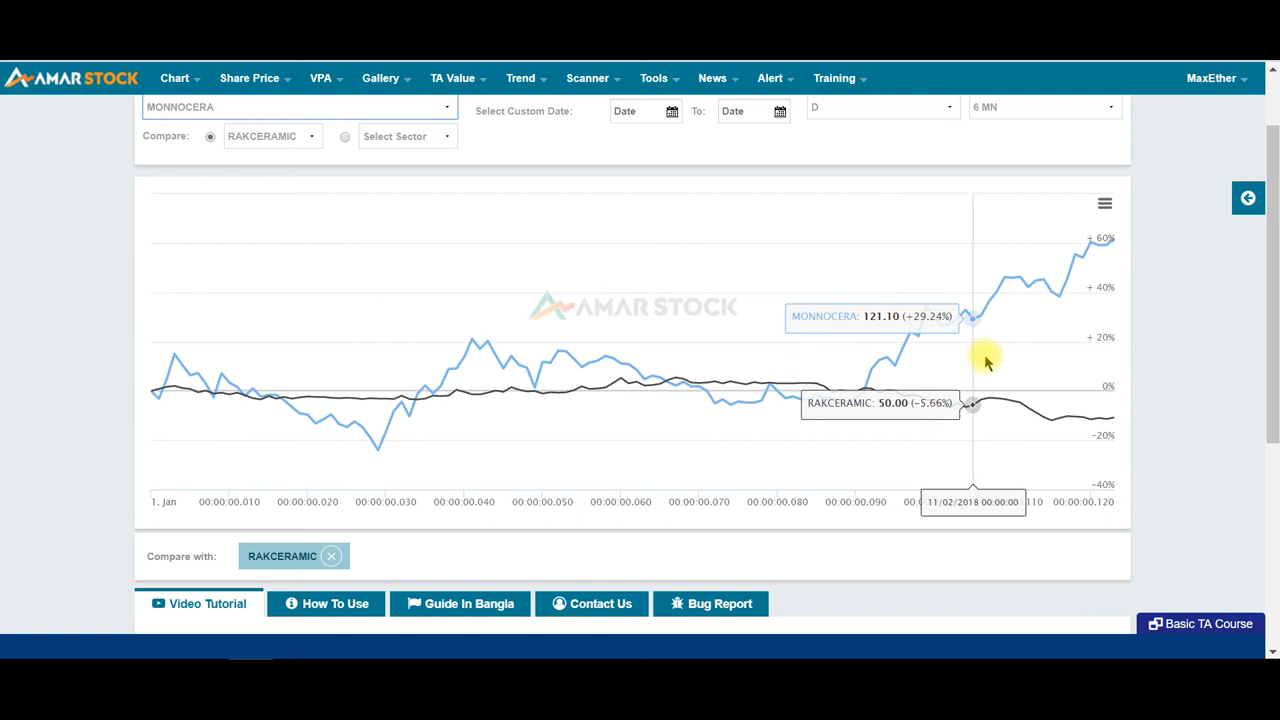 AMAR STOCK
Chart
Share Price
VPA
Gallery
TA Value
Trend
Scanner
Tools
News
Alert
Training
MaxEther
MONNOCERA
Select Custom Date:
Date
To:
Date
D
6 MN
Compare:
RAKCERAMIC
Select Sector
+ 60%
+ 40%
+ 20%
0%
−20%
−40%
AMAR STOCK
MONNOCERA: 121.10 (+29.24%)
RAKCERAMIC: 50.00 (−5.66%)
1. Jan
00:00:00.010
00:00:00.020
00:00:00.030
00:00:00.040
00:00:00.050
00:00:00.060
00:00:00.070
00:00:00.080
00:00:00.090
11/02/2018 00:00:00
00:00:00.120
Compare with:
RAKCERAMIC
Video Tutorial
How To Use
Guide In Bangla
Contact Us
Bug Report
Basic TA Course